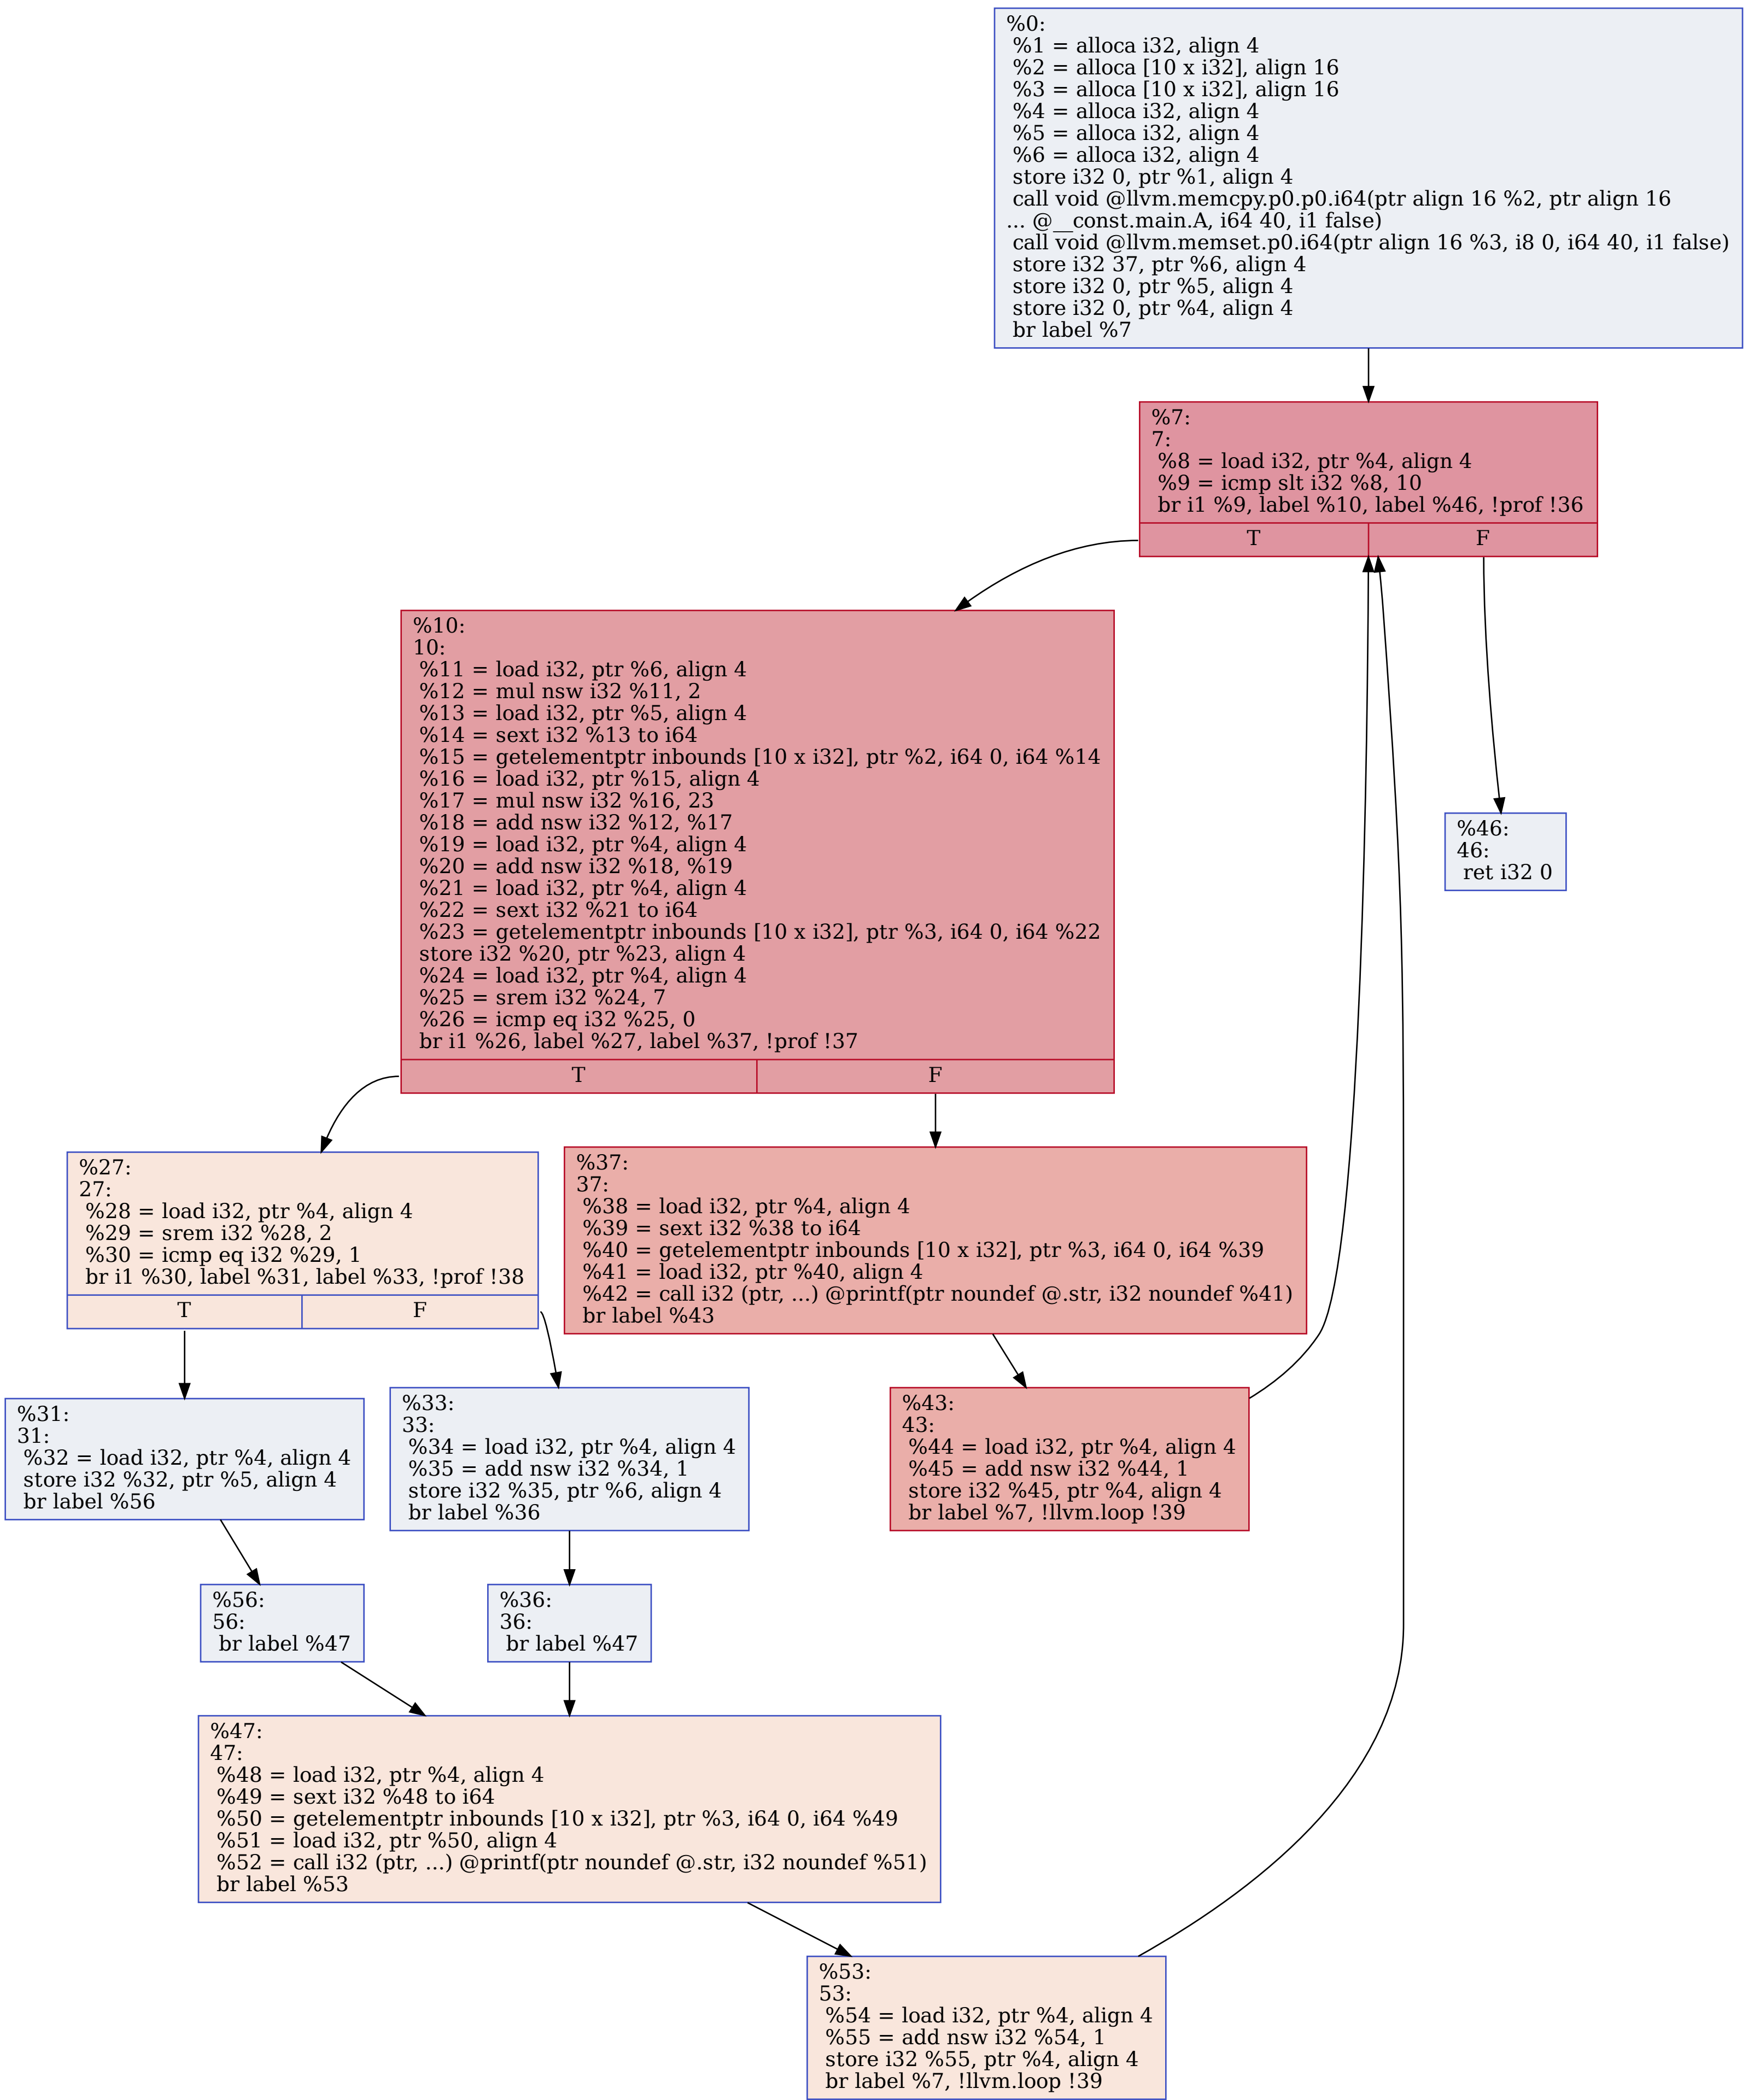 %0:
%1 = alloca i32, align 4
%2 = alloca [10 x i32], align 16
%3 = alloca [10 x i32], align 16
%4 = alloca i32, align 4
%5 = alloca i32, align 4
%6 = alloca i32, align 4
store i32 0, ptr %1, align 4
call void @llvm.memcpy.p0.p0.i64(ptr align 16 %2, ptr align 16
... @__const.main.A, i64 40, i1 false)
call void @llvm.memset.p0.i64(ptr align 16 %3, i8 0, i64 40, i1 false)
store i32 37, ptr %6, align 4
store i32 0, ptr %5, align 4
store i32 0, ptr %4, align 4
br label %7
%7:
7:
%8 = load i32, ptr %4, align 4
%9 = icmp slt i32 %8, 10
br i1 %9, label %10, label %46, !prof !36
T F
%10:
10:
%11 = load i32, ptr %6, align 4
%12 = mul nsw i32 %11, 2
%13 = load i32, ptr %5, align 4
%14 = sext i32 %13 to i64
%15 = getelementptr inbounds [10 x i32], ptr %2, i64 0, i64 %14
%16 = load i32, ptr %15, align 4
%17 = mul nsw i32 %16, 23
%18 = add nsw i32 %12, %17
%19 = load i32, ptr %4, align 4
%20 = add nsw i32 %18, %19
%21 = load i32, ptr %4, align 4
%22 = sext i32 %21 to i64
%23 = getelementptr inbounds [10 x i32], ptr %3, i64 0, i64 %22
store i32 %20, ptr %23, align 4
%24 = load i32, ptr %4, align 4
%25 = srem i32 %24, 7
%26 = icmp eq i32 %25, 0
br i1 %26, label %27, label %37, !prof !37
T F
%46:
46:
ret i32 0
%27:
27:
%28 = load i32, ptr %4, align 4
%29 = srem i32 %28, 2
%30 = icmp eq i32 %29, 1
br i1 %30, label %31, label %33, !prof !38
T F
%37:
37:
%38 = load i32, ptr %4, align 4
%39 = sext i32 %38 to i64
%40 = getelementptr inbounds [10 x i32], ptr %3, i64 0, i64 %39
%41 = load i32, ptr %40, align 4
%42 = call i32 (ptr, ...) @printf(ptr noundef @.str, i32 noundef %41)
br label %43
%31:
31:
%32 = load i32, ptr %4, align 4
store i32 %32, ptr %5, align 4
br label %56
%33:
33:
%34 = load i32, ptr %4, align 4
%35 = add nsw i32 %34, 1
store i32 %35, ptr %6, align 4
br label %36
%43:
43:
%44 = load i32, ptr %4, align 4
%45 = add nsw i32 %44, 1
store i32 %45, ptr %4, align 4
br label %7, !llvm.loop !39
%56:
56:
br label %47
%36:
36:
br label %47
%47:
47:
%48 = load i32, ptr %4, align 4
%49 = sext i32 %48 to i64
%50 = getelementptr inbounds [10 x i32], ptr %3, i64 0, i64 %49
%51 = load i32, ptr %50, align 4
%52 = call i32 (ptr, ...) @printf(ptr noundef @.str, i32 noundef %51)
br label %53
%53:
53:
%54 = load i32, ptr %4, align 4
%55 = add nsw i32 %54, 1
store i32 %55, ptr %4, align 4
br label %7, !llvm.loop !39